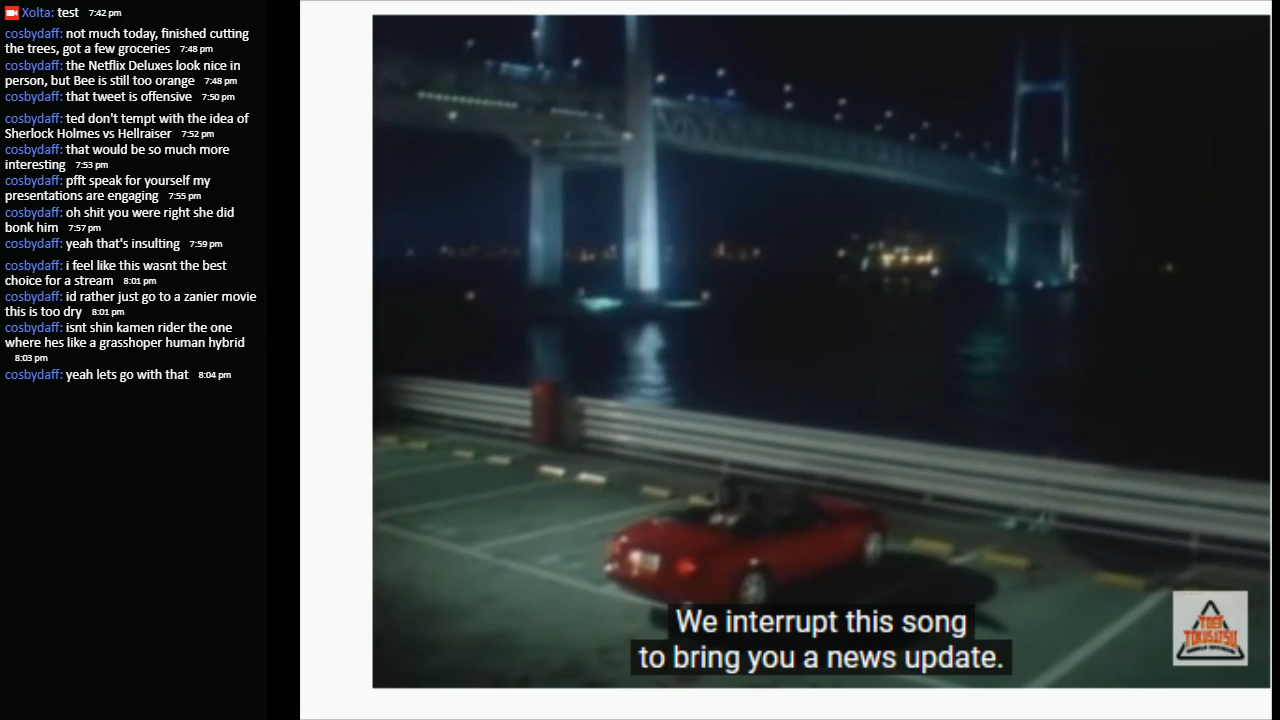 Xolta: test 7:42 pm
cosbydaff: not much today, finished cutting
the trees, got a few groceries 7:48 pm
cosbydaff: the Netflix Deluxes look nice in
person, but Bee is still too orange 7:48 pm
cosbydaff: that tweet is offensive 7:50 pm
cosbydaff: ted don't tempt with the idea of
Sherlock Holmes vs Hellraiser 7:52 pm
cosbydaff: that would be so much more
interesting 7:53 pm
cosbydaff: pfft speak for yourself my
presentations are engaging 7:55 pm
cosbydaff: oh shit you were right she did
bonk him 7:57 pm
cosbydaff: yeah that's insulting 7:59 pm
cosbydaff: i feel like this wasnt the best
choice for a stream 8:01 pm
cosbydaff: id rather just go to a zanier movie
this is too dry 8:01 pm
cosbydaff: isnt shin kamen rider the one
where hes like a grasshoper human hybrid
8:03 pm
cosbydaff: yeah lets go with that 8:04 pm
We interrupt this song
to bring you a news update.
TOEI
TOKUSATSU